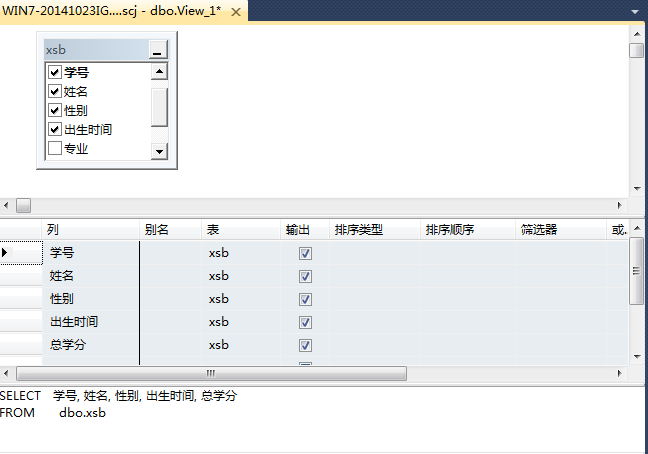 WIN7-20141023IG....scj - dbo.View_1*
xsb
学号
姓名
性别
出生时间
专业
列 别名 表 输出 排序类型 排序顺序 筛选器 或...
学号 xsb
姓名 xsb
性别 xsb
出生时间 xsb
总学分 xsb
SELECT 学号, 姓名, 性别, 出生时间, 总学分
FROM dbo.xsb